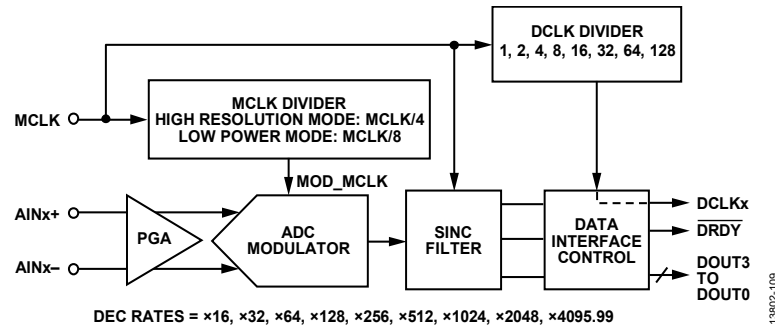 DCLK DIVIDER
1, 2, 4, 8, 16, 32, 64, 128
MCLK
MCLK DIVIDER
HIGH RESOLUTION MODE: MCLK/4
LOW POWER MODE: MCLK/8
MOD_MCLK
AINx+
AINx–
PGA
ADC
MODULATOR
SINC
FILTER
DATA
INTERFACE
CONTROL
DCLKx
DRDY
DOUT3
TO
DOUT0
DEC RATES = ×16, ×32, ×64, ×128, ×256, ×512, ×1024, ×2048, ×4095.99
13802-109